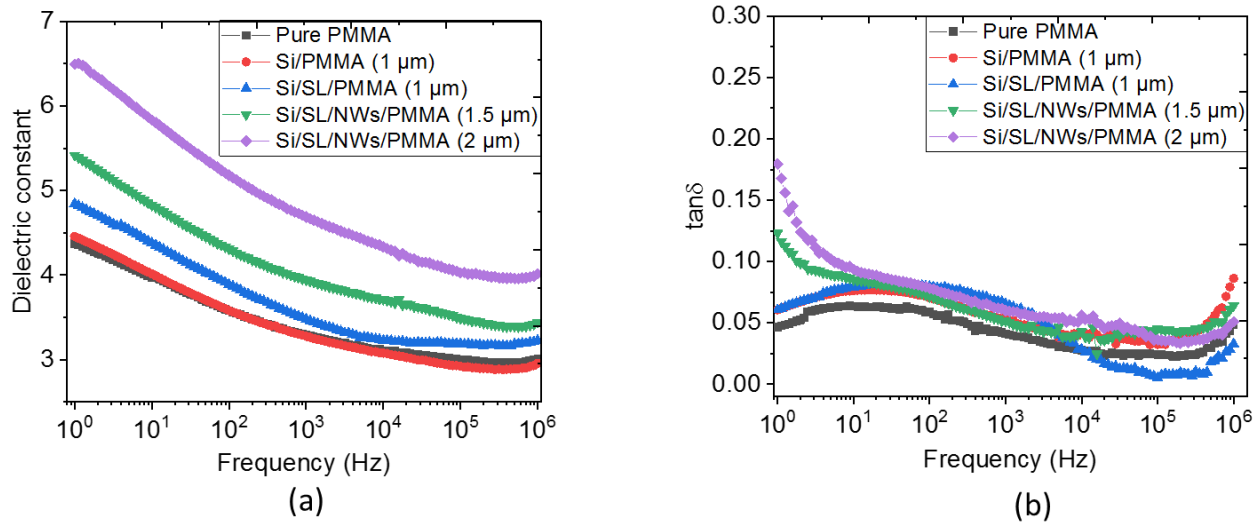 7
6
5
4
3
Dielectric constant
Pure PMMA
Si/PMMA (1 µm)
Si/SL/PMMA (1 µm)
Si/SL/NWs/PMMA (1.5 µm)
Si/SL/NWs/PMMA (2 µm)
10⁰ 10¹ 10² 10³ 10⁴ 10⁵ 10⁶
Frequency (Hz)
(a)
0.30
0.25
0.20
0.15
0.10
0.05
0.00
tanδ
Pure PMMA
Si/PMMA (1 µm)
Si/SL/PMMA (1 µm)
Si/SL/NWs/PMMA (1.5 µm)
Si/SL/NWs/PMMA (2 µm)
10⁰ 10¹ 10² 10³ 10⁴ 10⁵ 10⁶
Frequency (Hz)
(b)